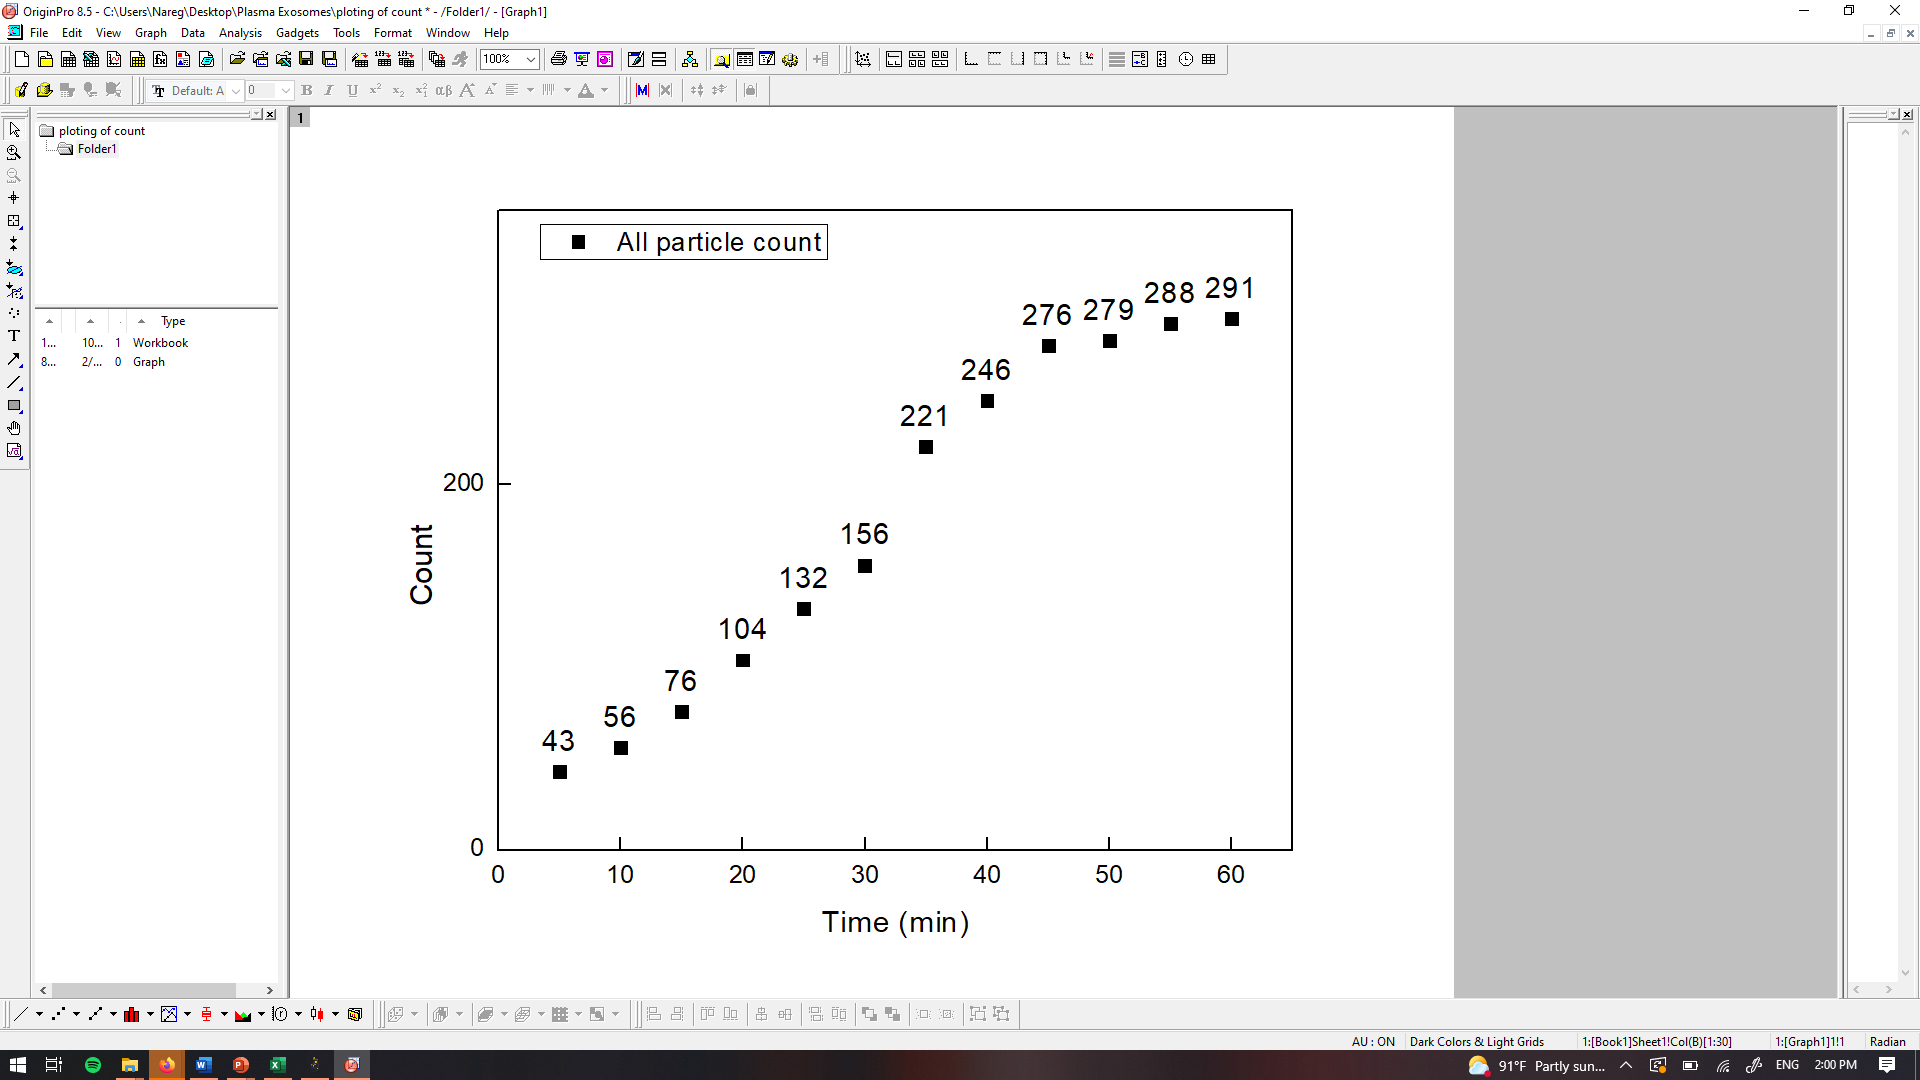 OriginPro 8.5 - C:\Users\Nareg\Desktop\Plasma Exosomes\ploting of count * - /Folder1/ - [Graph1]
File Edit View Graph Data Analysis Gadgets Tools Format Window Help
100%
Default: A 0 B I U
ploting of count
Folder1
Type
1... 10... 1 Workbook
8... 2/... 0 Graph
1
All particle count
43
56
76
104
132
156
221
246
276
279
288
291
200
0
Count
0 10 20 30 40 50 60
Time (min)
AU : ON Dark Colors & Light Grids 1:[Book1]Sheet1!Col(B)[1:30] 1:[Graph1]1!1 Radian
91°F Partly sun... ENG 2:00 PM